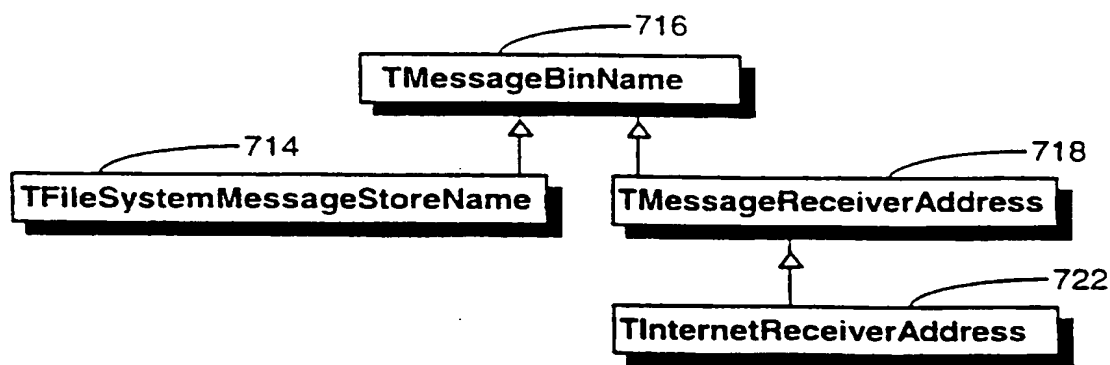 716
TMessageBinName
714
718
TFileSystemMessageStoreName
TMessageReceiverAddress
722
TInternetReceiverAddress